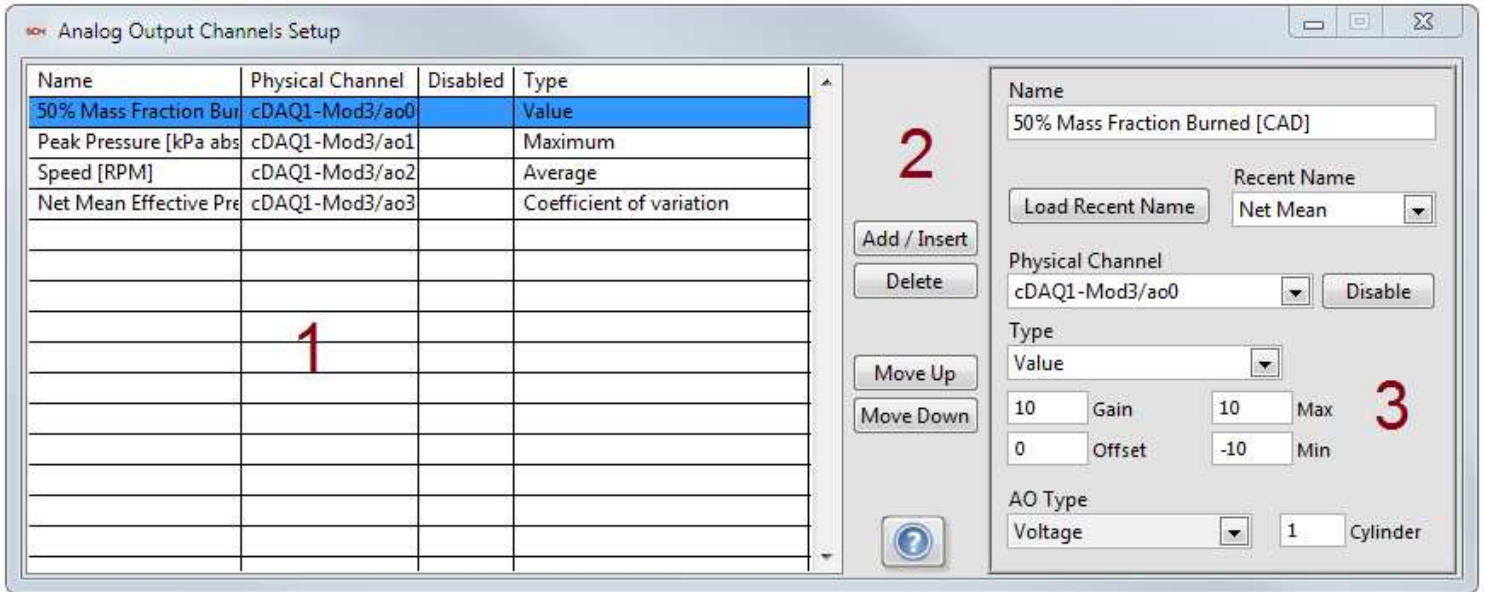 Analog Output Channels Setup
Name Physical Channel Disabled Type
50% Mass Fraction Bur cDAQ1-Mod3/ao0 Value
Peak Pressure [kPa abs cDAQ1-Mod3/ao1 Maximum
Speed [RPM] cDAQ1-Mod3/ao2 Average
Net Mean Effective Pre cDAQ1-Mod3/ao3 Coefficient of variation
1
2
Add / Insert
Delete
Move Up
Move Down
Name
50% Mass Fraction Burned [CAD]
Recent Name
Load Recent Name Net Mean
Physical Channel
cDAQ1-Mod3/ao0 Disable
Type
Value
10 Gain 10 Max
0 Offset -10 Min
3
AO Type
Voltage 1 Cylinder